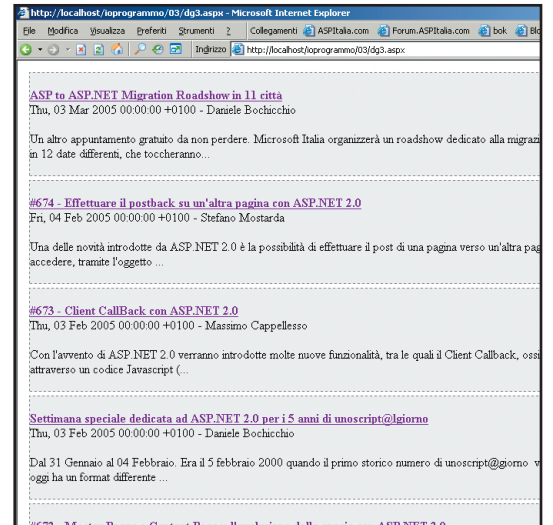 http://localhost/ioprogrammo/03/dg3.aspx - Microsoft Internet Explorer
File Modifica Visualizza Preferiti Strumenti ? Collegamenti ASPItalia.com Forum.ASPItalia.com bok
Indirizzo http://localhost/ioprogrammo/03/dg3.aspx
ASP to ASP.NET Migration Roadshow in 11 città
Thu, 03 Mar 2005 00:00:00 +0100 - Daniele Bochicchio
Un altro appuntamento gratuito da non perdere. Microsoft Italia organizzerà un roadshow dedicato alla migrazi
in 12 date differenti, che toccheranno...
#674 - Effettuare il postback su un'altra pagina con ASP.NET 2.0
Fri, 04 Feb 2005 00:00:00 +0100 - Stefano Mostarda
Una delle novità introdotte da ASP.NET 2.0 è la possibilità di effettuare il post di una pagina verso un'altra pag
accedere, tramite l'oggetto ...
#673 - Client CallBack con ASP.NET 2.0
Thu, 03 Feb 2005 00:00:00 +0100 - Massimo Cappellesso
Con l'avvento di ASP.NET 2.0 verranno introdotte molte nuove funzionalità, tra le quali il Client Callback, ossi
attraverso un codice Javascript (...
Settimana speciale dedicata ad ASP.NET 2.0 per i 5 anni di unoscript@lgiorno
Thu, 03 Feb 2005 00:00:00 +0100 - Daniele Bochicchio
Dal 31 Gennaio al 04 Febbraio. Era il 5 febbraio 2000 quando il primo storico numero di unoscript@giorno v
oggi ha un format differente ...